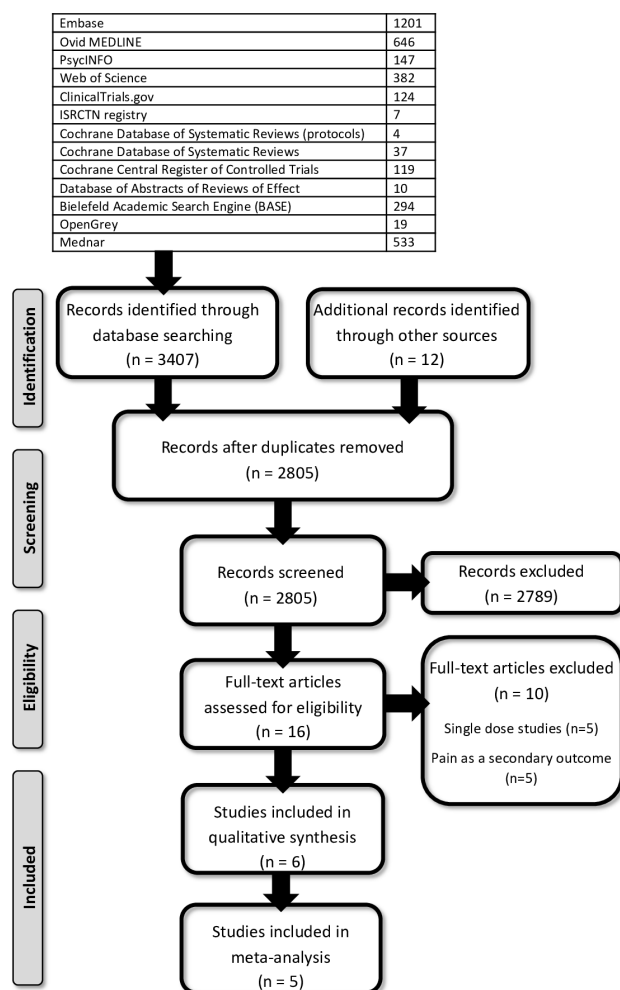 Embase 1201
Ovid MEDLINE 646
PsycINFO 147
Web of Science 382
ClinicalTrials.gov 124
ISRCTN registry 7
Cochrane Database of Systematic Reviews (protocols) 4
Cochrane Database of Systematic Reviews 37
Cochrane Central Register of Controlled Trials 119
Database of Abstracts of Reviews of Effect 10
Bielefeld Academic Search Engine (BASE) 294
OpenGrey 19
Mednar 533
Identification
Records identified through
database searching
(n = 3407)
Additional records identified
through other sources
(n = 12)
Records after duplicates removed
(n = 2805)
Screening
Records screened
(n = 2805)
Records excluded
(n = 2789)
Eligibility
Full-text articles
assessed for eligibility
(n = 16)
Full-text articles excluded
(n = 10)
Single dose studies (n=5)
Pain as a secondary outcome
(n=5)
Included
Studies included in
qualitative synthesis
(n = 6)
Studies included in
meta-analysis
(n = 5)